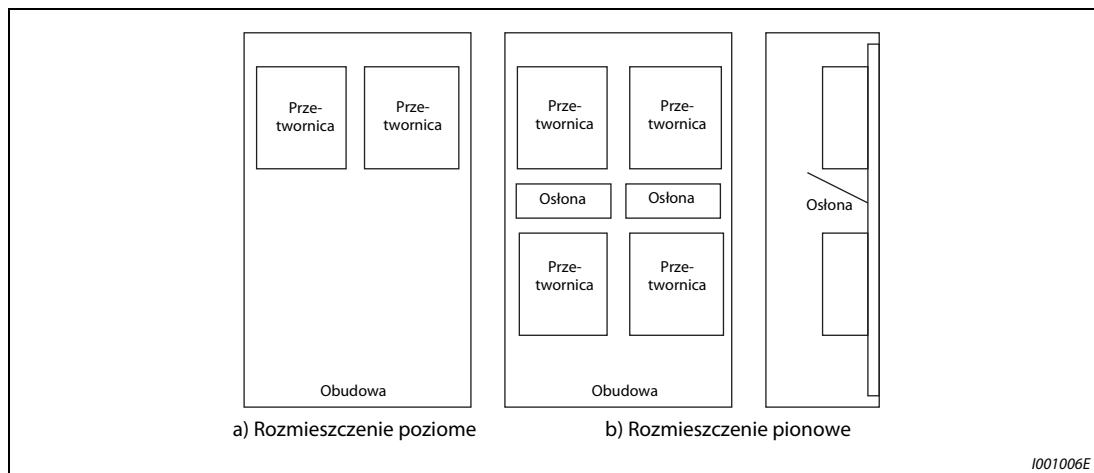 Prze-
twornica
Prze-
twornica
Obudowa
a) Rozmieszczenie poziome
Prze-
twornica
Prze-
twornica
Osłona
Osłona
Prze-
twornica
Prze-
twornica
Obudowa
Osłona
b) Rozmieszczenie pionowe
I001006E